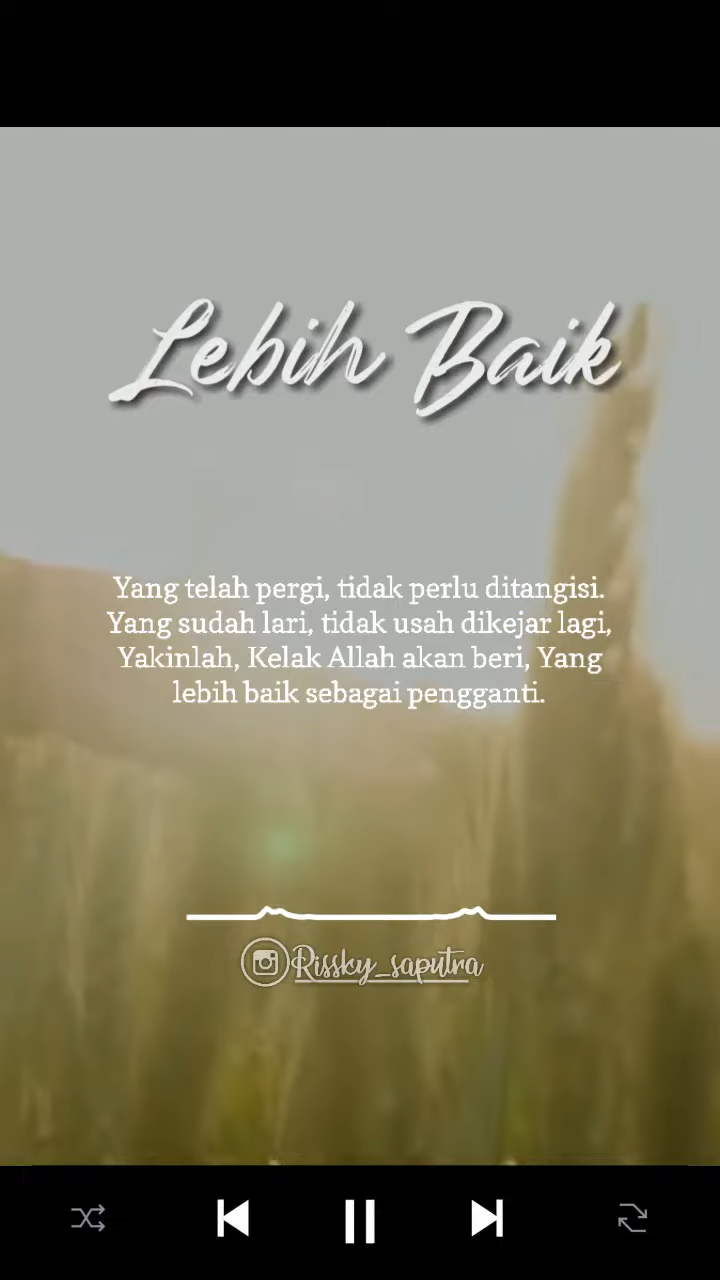 Lebih Baik
Yang telah pergi, tidak perlu ditangisi.
Yang sudah lari, tidak usah dikejar lagi,
Yakinlah, Kelak Allah akan beri, Yang
lebih baik sebagai pengganti.
Rissky_saputra